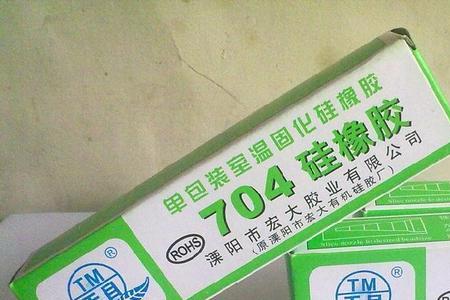 单包装室温固化硅橡胶
704 硅橡胶
ROHS
溧阳市宏大胶业有限公司
(原溧阳市宏大有机硅胶厂)
TM
TM
TM